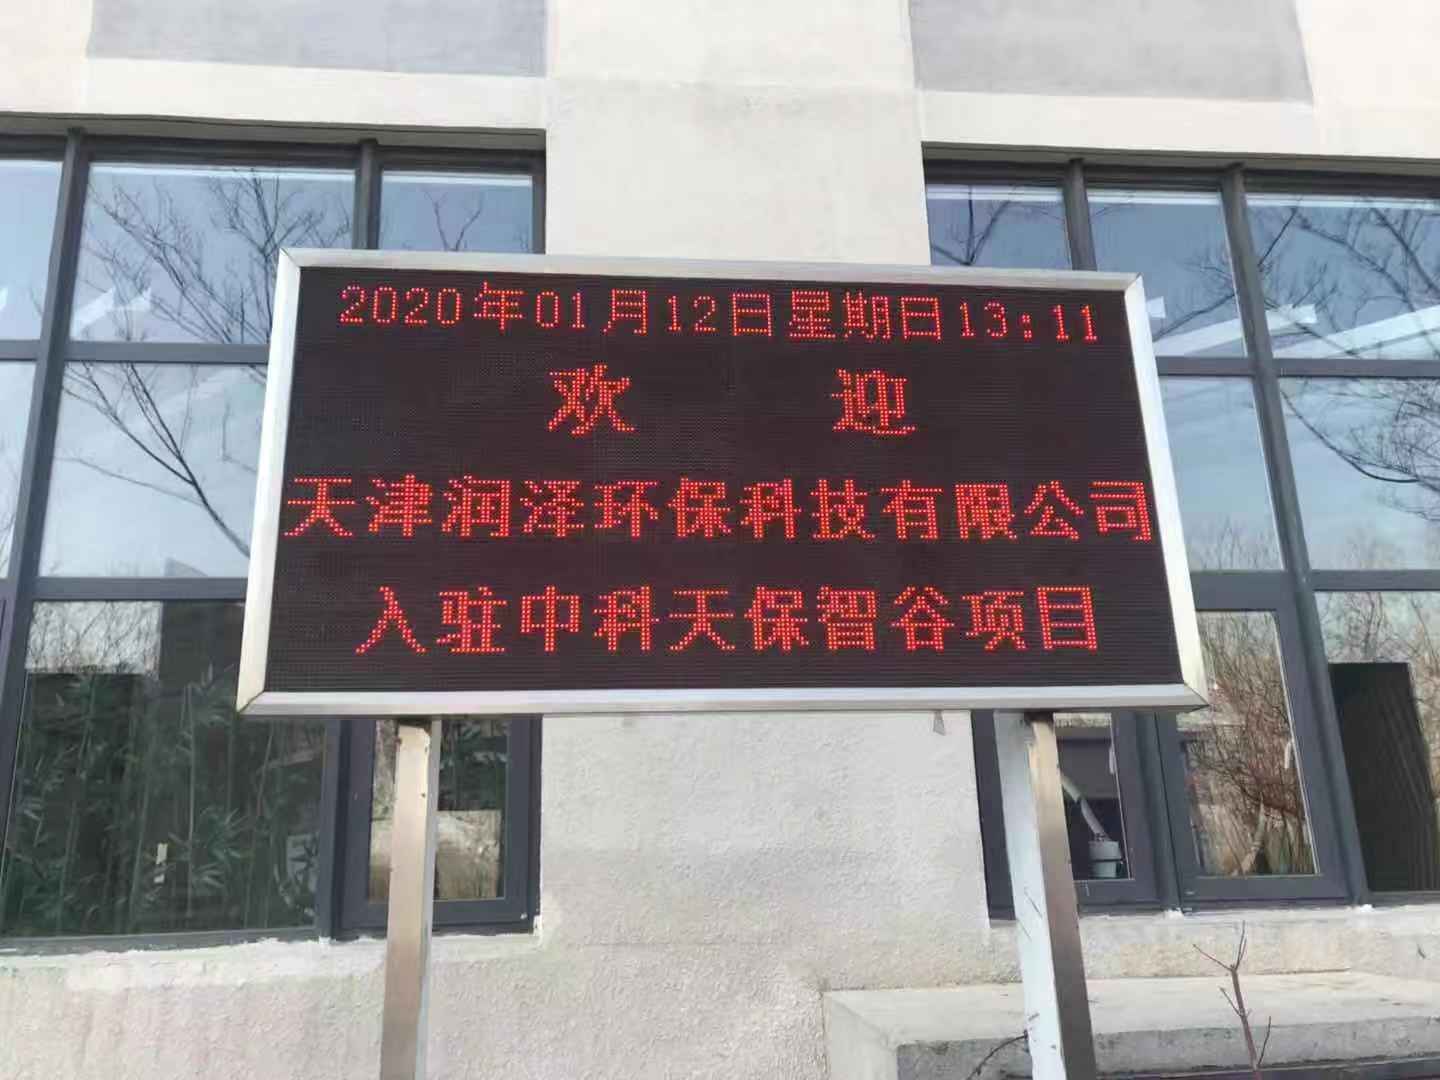 2020年01月12日星期日13:11
欢 迎
天津润泽环保科技有限公司
入驻中科天保智谷项目